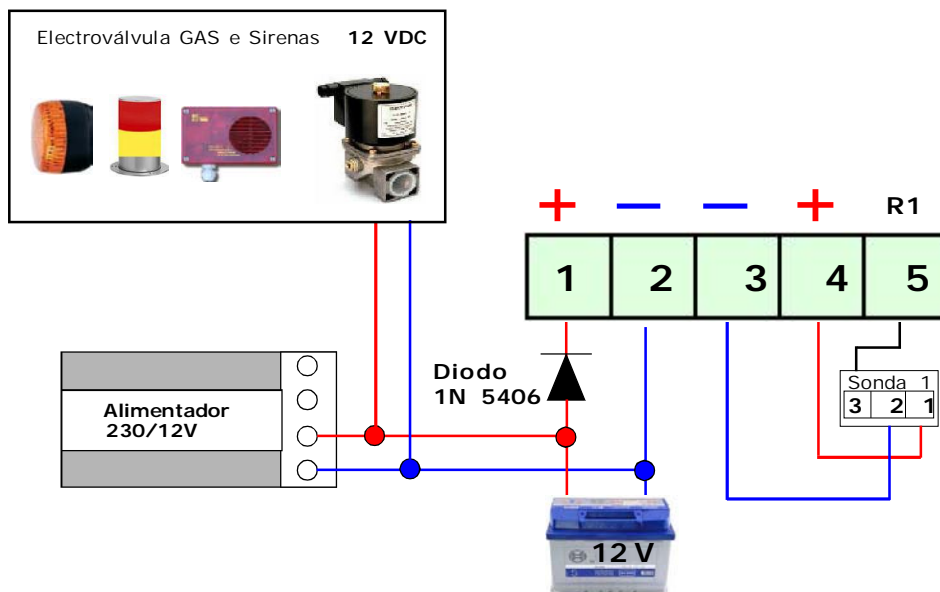 Electroválvula GAS e Sirenas 12 VDC
+ — — + R1
1 2 3 4 5
Diodo
1N 5406
Alimentador
230/12V
Sonda 1
3 2 1
12 V